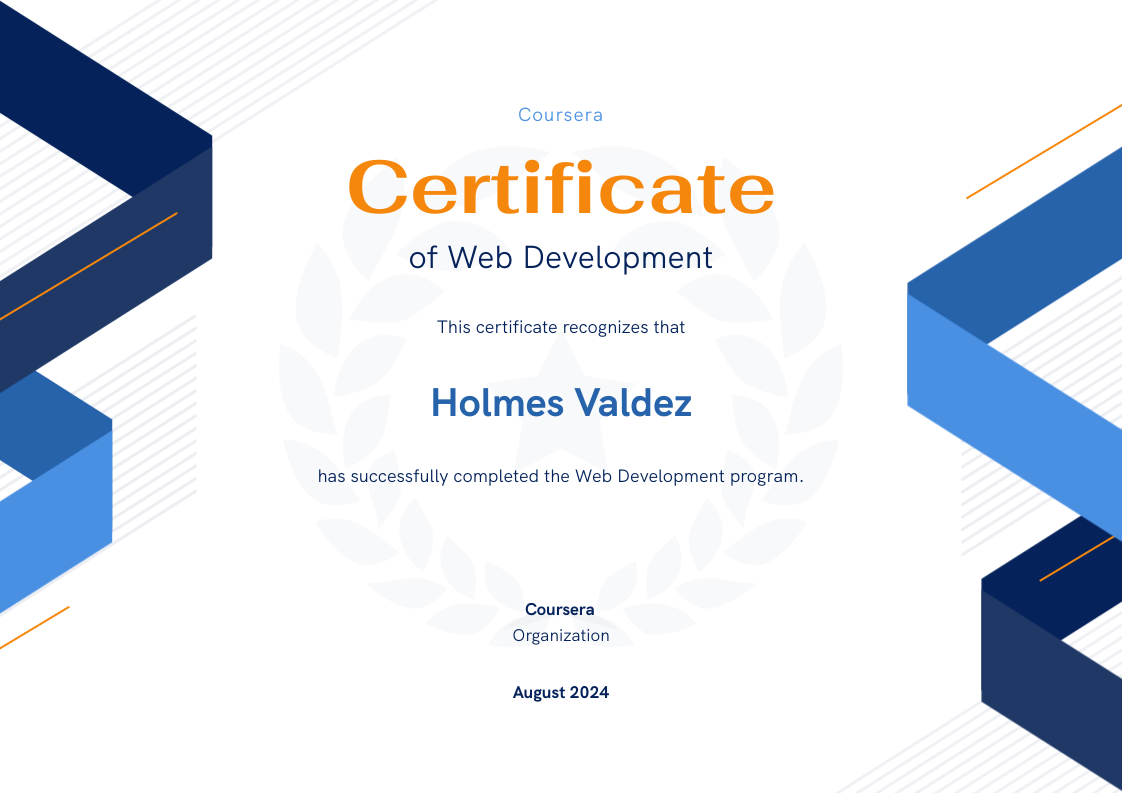 Coursera
Certificate
of Web Development
This certificate recognizes that
Holmes Valdez
has successfully completed the Web Development program.
Coursera
Organization
August 2024